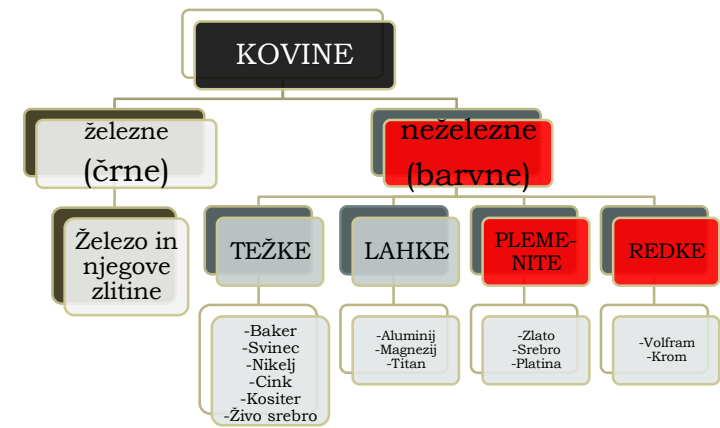 KOVINE
železne
(črne)
neželezne
(barvne)
Železo in
njegove
zlitine
TEŽKE
LAHKE
PLEME-
NITE
REDKE
-Baker
-Svinec
-Nikelj
-Cink
-Kositer
-Živo srebro
-Aluminij
-Magnezij
-Titan
-Zlato
-Srebro
-Platina
-Volfram
-Krom